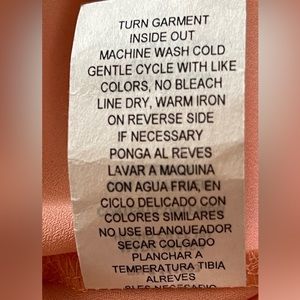 TURN GARMENT
INSIDE OUT
MACHINE WASH COLD
GENTLE CYCLE WITH LIKE
COLORS, NO BLEACH
LINE DRY, WARM IRON
ON REVERSE SIDE
IF NECESSARY
PONGA AL REVES
LAVAR A MAQUINA
CON AGUA FRIA, EN
CICLO DELICADO CON
COLORES SIMILARES
NO USE BLANQUEADOR
SECAR COLGADO
PLANCHAR A
TEMPERATURA TIBIA
ALREVES